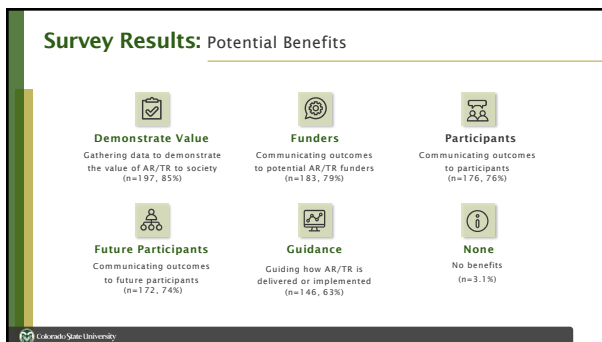 Survey Results: Potential Benefits
Demonstrate Value
Gathering data to demonstrate
the value of AR/TR to society
(n=197, 85%)
Funders
Communicating outcomes
to potential AR/TR funders
(n=183, 79%)
Participants
Communicating outcomes
to participants
(n=176, 76%)
Future Participants
Communicating outcomes
to future participants
(n=172, 74%)
Guidance
Guiding how AR/TR is
delivered or implemented
(n=146, 63%)
None
No benefits
(n=3.1%)
Colorado State University